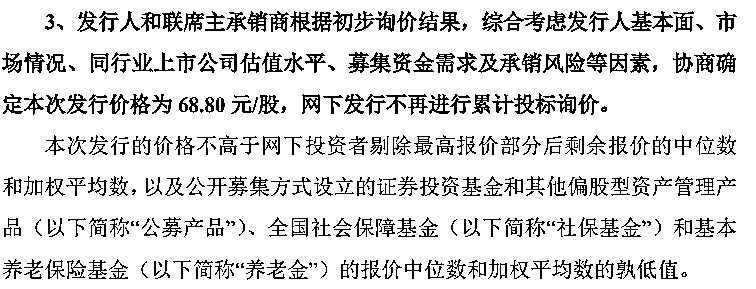 3、发行人和联席主承销商根据初步询价结果，综合考虑发行人基本面、市
场情况、同行业上市公司估值水平、募集资金需求及承销风险等因素，协商确
定本次发行价格为 68.80 元/股，网下发行不再进行累计投标询价。
本次发行的价格不高于网下投资者剔除最高报价部分后剩余报价的中位数
和加权平均数，以及公开募集方式设立的证券投资基金和其他偏股型资产管理产
品（以下简称“公募产品”）、全国社会保障基金（以下简称“社保基金”）和基本
养老保险基金（以下简称“养老金”）的报价中位数和加权平均数的孰低值。